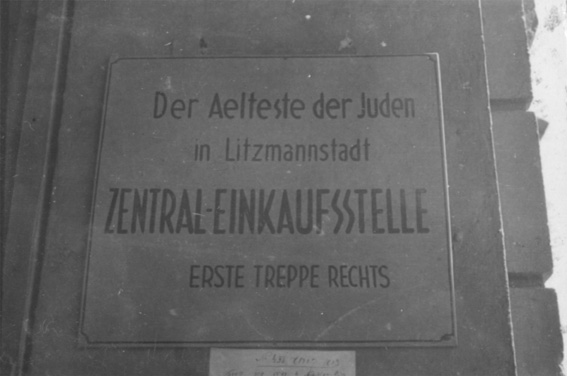 Der Aelteste der Juden
in Litzmannstadt
ZENTRAL-EINKAUFSSTELLE
ERSTE TREPPE RECHTS